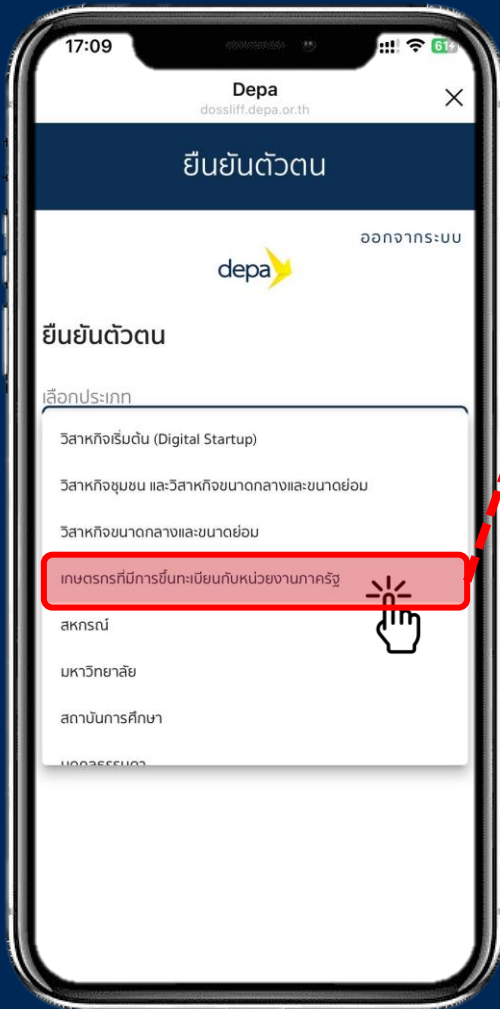 17:09
61
Depa
dossliff.depa.or.th
ยืนยันตัวตน
ออกจากระบบ
depa
ยืนยันตัวตน
เลือกประเภท
วิสาหกิจเริ่มต้น (Digital Startup)
วิสาหกิจชุมชน และวิสาหกิจขนาดกลางและขนาดย่อม
วิสาหกิจขนาดกลางและขนาดย่อม
เกษตรกรที่มีการขึ้นทะเบียนกับหน่วยงานภาครัฐ
สหกรณ์
มหาวิทยาลัย
สถาบันการศึกษา